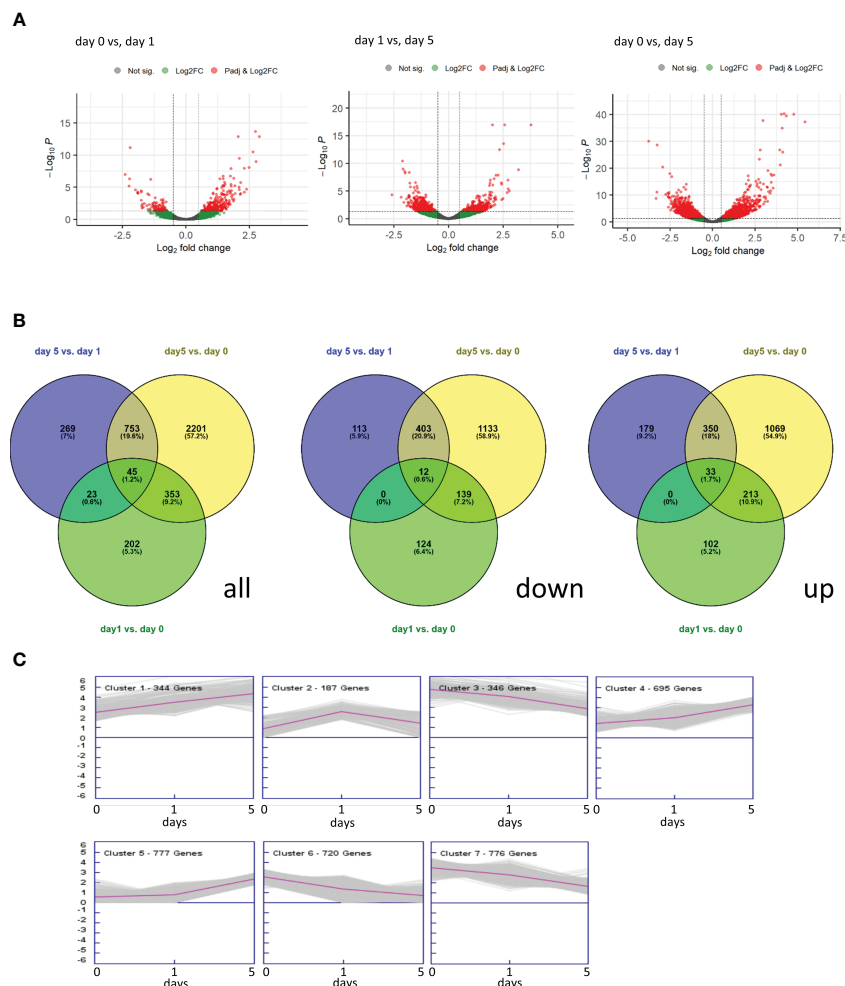 A
day 0 vs, day 1
day 1 vs, day 5
day 0 vs, day 5
Not sig. Log2FC Padj & Log2FC
Not sig. Log2FC Padj & Log2FC
Not sig. Log2FC Padj & Log2FC
− Log10 P
15
10
5
0
-2.5 0.0 2.5
Log2 fold change
− Log10 P
20
15
10
5
0
-2.5 0.0 2.5 5.0
Log2 fold change
− Log10 P
40
30
20
10
0
-5.0 -2.5 0.0 2.5 5.0 7.5
Log2 fold change
B
day 5 vs. day 1 day5 vs. day 0
269
(7%)
753
(19.6%)
2201
(57.2%)
45
(1.2%)
23
(0.6%)
353
(9.2%)
202
(5.3%)
all
day1 vs. day 0
day 5 vs. day 1 day5 vs. day 0
113
(5.9%)
403
(20.9%)
1133
(58.9%)
12
(0.6%)
0
(0%)
139
(7.2%)
124
(6.4%)
down
day1 vs. day 0
day 5 vs. day 1 day5 vs. day 0
179
(9.2%)
350
(18%)
1069
(54.9%)
33
(1.7%)
0
(0%)
213
(10.9%)
102
(5.2%)
up
day1 vs. day 0
C
6
5
4
3
2
1
0
-1
-2
-3
-4
-5
-6
Cluster 1 - 344 Genes
0 1 5
days
Cluster 2 - 187 Genes
0 1 5
days
Cluster 3 - 346 Genes
0 1 5
days
Cluster 4 - 695 Genes
0 1 5
days
6
5
4
3
2
1
0
-1
-2
-3
-4
-5
-6
Cluster 5 - 777 Genes
0 1 5
days
Cluster 6 - 720 Genes
0 1 5
days
Cluster 7 - 776 Genes
0 1 5
days